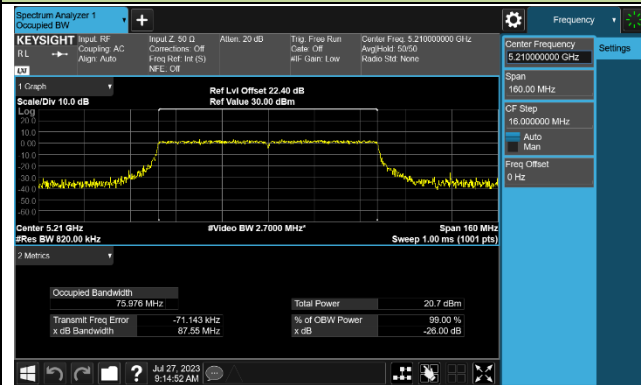 Spectrum Analyzer 1
Occupied BW
Frequency
KEYSIGHT
RL
LXI
Input: RF
Coupling: AC
Align: Auto
Input Z: 50 Ω
Corrections: Off
Freq Ref: Int (S)
NFE: Off
Atten: 20 dB
Trig: Free Run
Gate: Off
#IF Gain: Low
Center Freq: 5.210000000 GHz
Avg|Hold: 50/50
Radio Std: None
Center Frequency
5.210000000 GHz
Settings
Span
160.00 MHz
CF Step
16.000000 MHz
Auto
Man
Freq Offset
0 Hz
1 Graph
Scale/Div 10.0 dB
Ref Lvl Offset 22.40 dB
Ref Value 30.00 dBm
Log
20.0
10.0
0.00
-10.0
-20.0
-30.0
-40.0
-50.0
-60.0
Center 5.21 GHz
#Video BW 2.7000 MHz*
Span 160 MHz
#Res BW 820.00 kHz
Sweep 1.00 ms (1001 pts)
2 Metrics
Occupied Bandwidth
75.976 MHz
Total Power
20.7 dBm
Transmit Freq Error
-71.143 kHz
% of OBW Power
99.00 %
x dB Bandwidth
87.55 MHz
x dB
-26.00 dB
?
Jul 27, 2023
9:14:52 AM